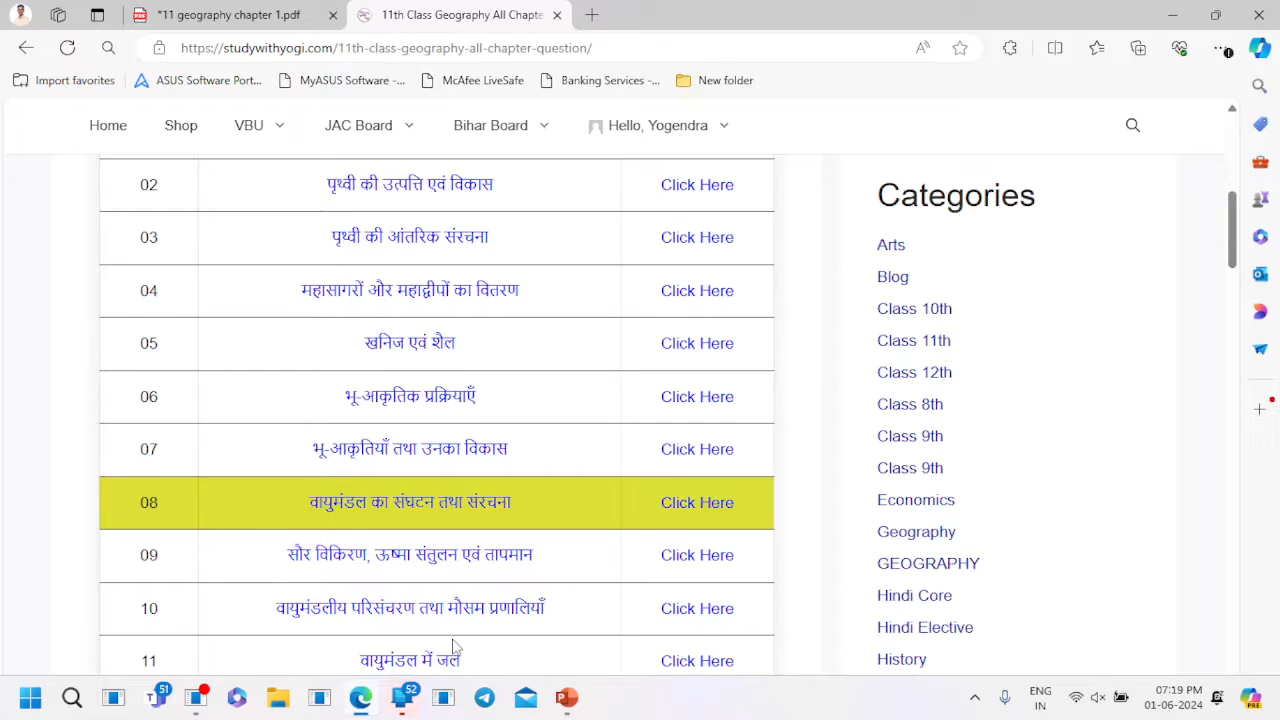 *11 geography chapter 1.pdf
11th Class Geography All Chapte
https://studywithyogi.com/11th-class-geography-all-chapter-question/
Import favorites
ASUS Software Port...
MyASUS Software -...
McAfee LiveSafe
Banking Services -...
New folder
Home
Shop
VBU
JAC Board
Bihar Board
Hello, Yogendra
02 पृथ्वी की उत्पत्ति एवं विकास Click Here
03 पृथ्वी की आंतरिक संरचना Click Here
04 महासागरों और महाद्वीपों का वितरण Click Here
05 खनिज एवं शैल Click Here
06 भू-आकृतिक प्रक्रियाएँ Click Here
07 भू-आकृतियाँ तथा उनका विकास Click Here
08 वायुमंडल का संघटन तथा संरचना Click Here
09 सौर विकिरण, ऊष्मा संतुलन एवं तापमान Click Here
10 वायुमंडलीय परिसंचरण तथा मौसम प्रणालियाँ Click Here
11 वायुमंडल में जल Click Here
Categories
Arts
Blog
Class 10th
Class 11th
Class 12th
Class 8th
Class 9th
Class 9th
Economics
Geography
GEOGRAPHY
Hindi Core
Hindi Elective
History
51
52
ENG
IN
07:19 PM
01-06-2024
PRE